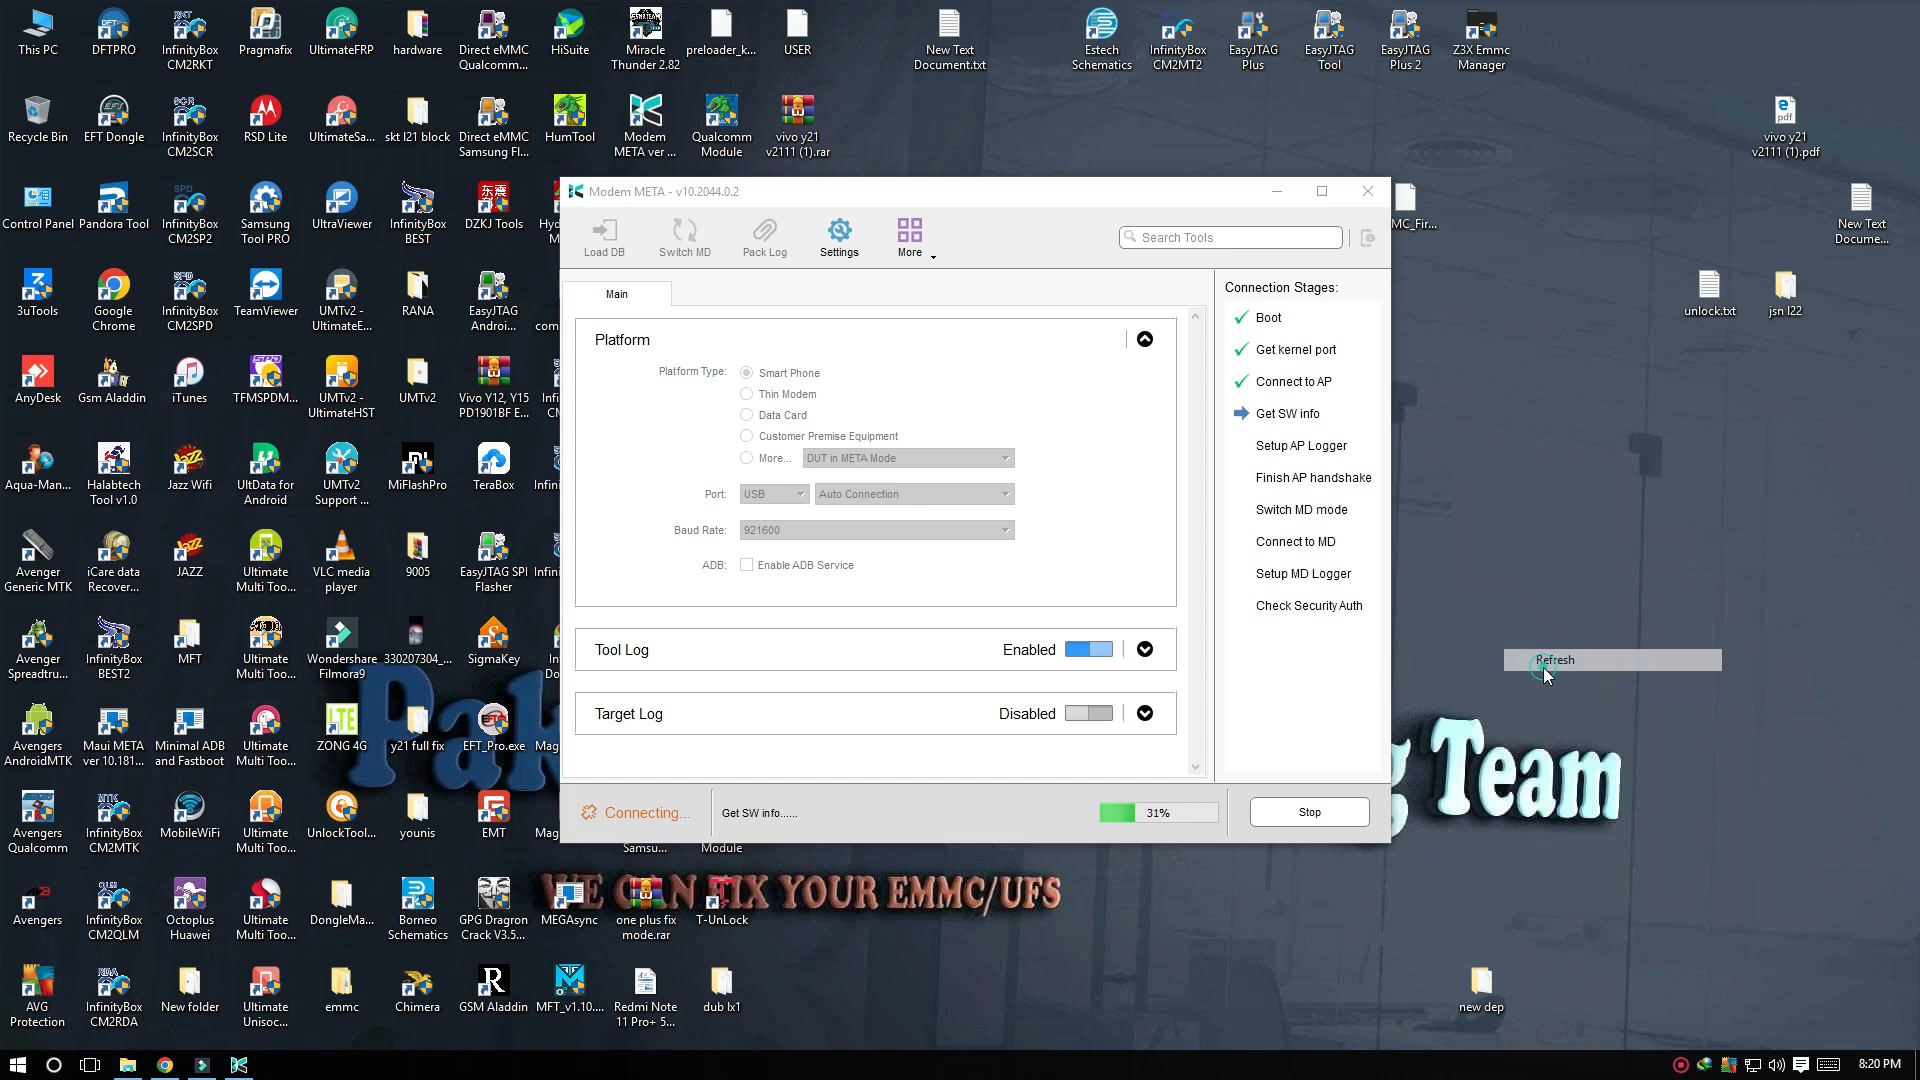 This PC
DFTPRO
InfinityBox
CM2RKT
Pragmafix
UltimateFRP
hardware
Direct eMMC
Qualcomm...
HiSuite
Miracle
Thunder 2.82
preloader_k...
USER
New Text
Document.txt
Estech
Schematics
InfinityBox
CM2MT2
EasyJTAG
Plus
EasyJTAG
Tool
EasyJTAG
Plus 2
Z3X Emmc
Manager
Recycle Bin
EFT Dongle
InfinityBox
CM2SCR
RSD Lite
UltimateSa...
skt l21 block
Direct eMMC
Samsung Fl...
HumTool
Modem
META ver ...
Qualcomm
Module
vivo y21
v2111 (1).rar
vivo y21
v2111 (1).pdf
Control Panel
Pandora Tool
InfinityBox
CM2SP2
Samsung
Tool PRO
UltraViewer
InfinityBox
BEST
DZKJ Tools
MC_Fir...
New Text
Docume...
3uTools
Google
Chrome
InfinityBox
CM2SPD
TeamViewer
UMTv2 -
UltimateE...
RANA
EasyJTAG
Androi...
unlock.txt
jsn l22
AnyDesk
Gsm Aladdin
iTunes
TFMSPDM...
UMTv2 -
UltimateHST
UMTv2
Vivo Y12, Y15
PD1901BF E...
Aqua-Man...
Halabtech
Tool v1.0
Jazz Wifi
UltData for
Android
UMTv2
Support ...
MiFlashPro
TeraBox
Avenger
Generic MTK
iCare data
Recover...
JAZZ
Ultimate
Multi Too...
VLC media
player
9005
EasyJTAG SPI
Flasher
Avenger
Spreadtru...
InfinityBox
BEST2
MFT
Ultimate
Multi Too...
Wondershare
Filmora9
330207304_...
SigmaKey
Avengers
AndroidMTK
Maui META
ver 10.181...
Minimal ADB
and Fastboot
Ultimate
Multi Too...
ZONG 4G
y21 full fix
EFT_Pro.exe
Avengers
Qualcomm
InfinityBox
CM2MTK
MobileWiFi
Ultimate
Multi Too...
UnlockTool...
younis
EMT
Samsu...
Module
Avengers
InfinityBox
CM2QLM
Octoplus
Huawei
Ultimate
Multi Too...
DongleMa...
Borneo
Schematics
GPG Dragron
Crack V3.5...
MEGAsync
one plus fix
mode.rar
T-UnLock
AVG
Protection
InfinityBox
CM2RDA
New folder
Ultimate
Unisoc...
emmc
Chimera
GSM Aladdin
MFT_v1.10....
Redmi Note
11 Pro+ 5...
dub lx1
new dep
Modem META - v10.2044.0.2
Load DB
Switch MD
Pack Log
Settings
More
Search Tools
Main
Platform
Platform Type:
Smart Phone
Thin Modem
Data Card
Customer Premise Equipment
More...
DUT in META Mode
Port:
USB
Auto Connection
Baud Rate:
921600
ADB:
Enable ADB Service
Tool Log
Enabled
Target Log
Disabled
Connection Stages:
Boot
Get kernel port
Connect to AP
Get SW info
Setup AP Logger
Finish AP handshake
Switch MD mode
Connect to MD
Setup MD Logger
Check Security Auth
Connecting...
Get SW info......
31%
Stop
Refresh
Pak
g Team
WE CAN FIX YOUR EMMC/UFS
8:20 PM